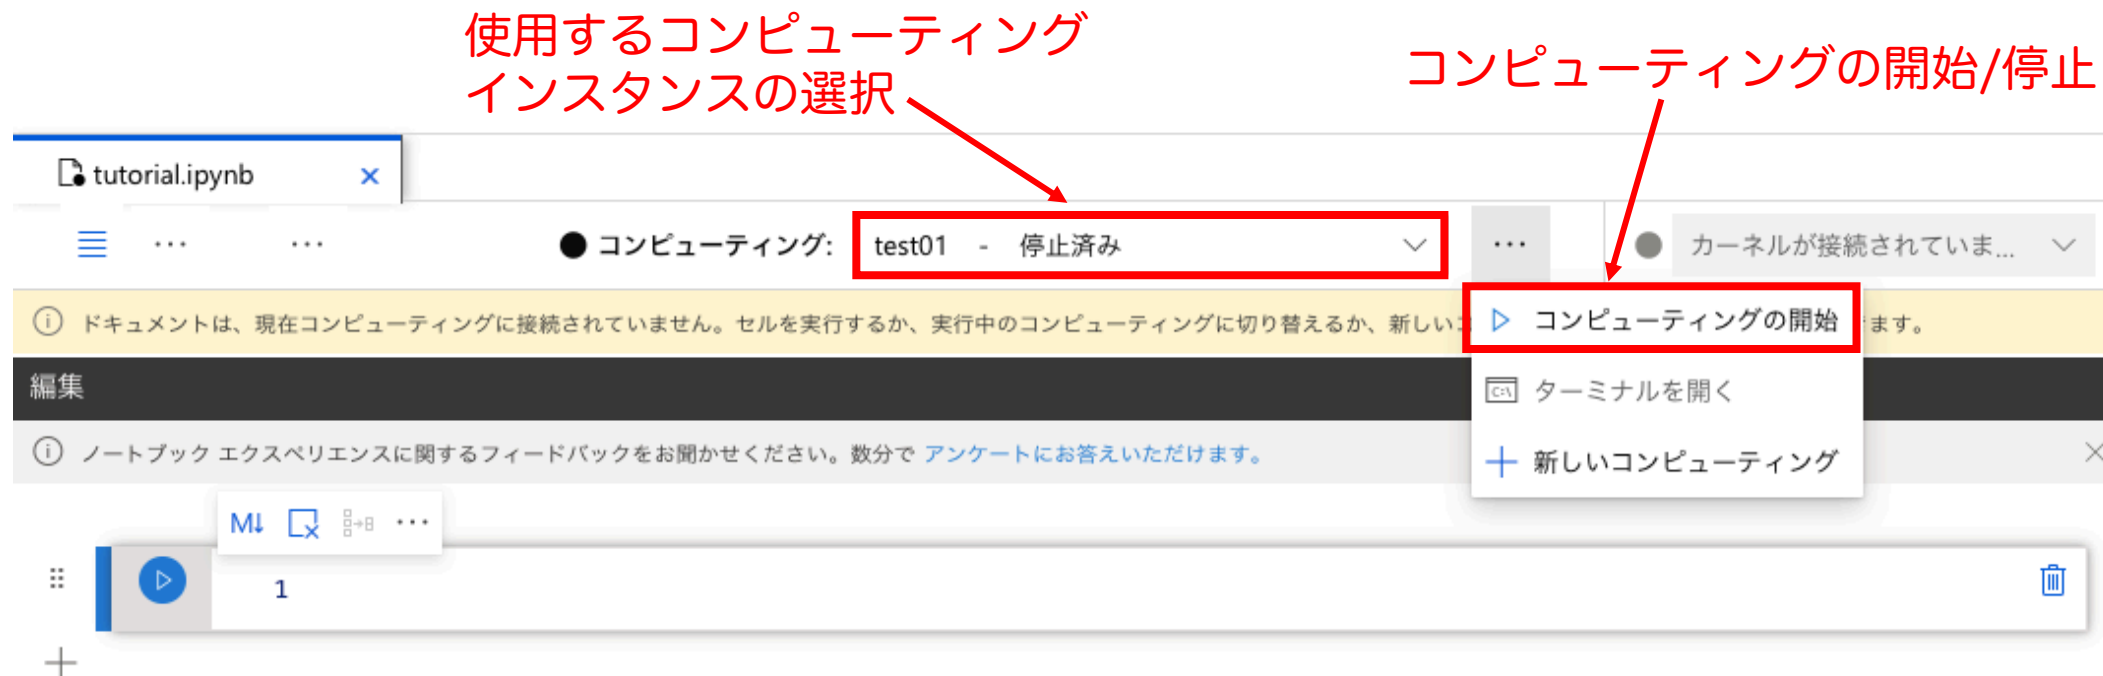 使用するコンピューティング
インスタンスの選択
コンピューティングの開始/停止
tutorial.ipynb
コンピューティング: test01 - 停止済み
カーネルが接続されていま...
ドキュメントは、現在コンピューティングに接続されていません。セルを実行するか、実行中のコンピューティングに切り替えるか、新しい
ます。
コンピューティングの開始
編集
ターミナルを開く
ノートブック エクスペリエンスに関するフィードバックをお聞かせください。数分で アンケートにお答えいただけます。
新しいコンピューティング
M↓
1